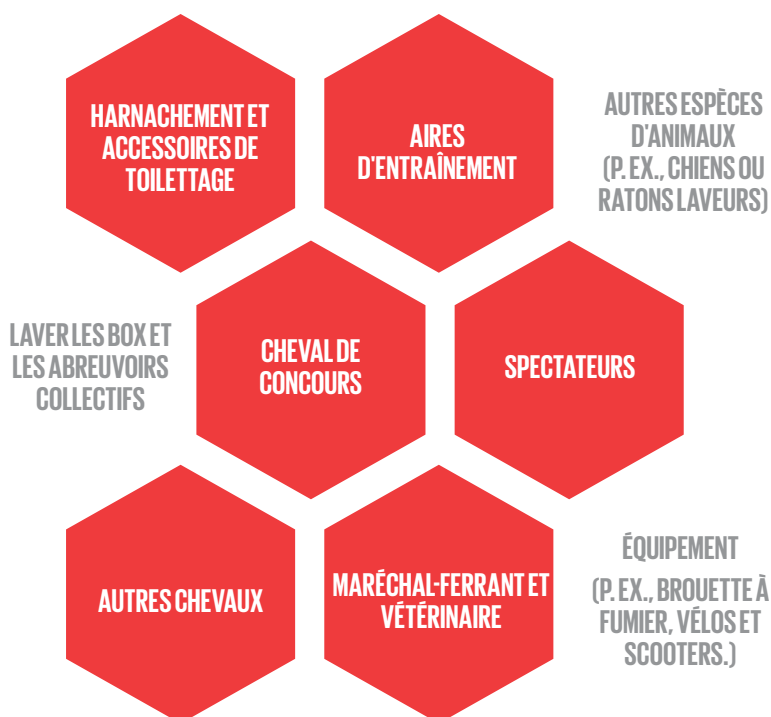 HARNACHEMENT ET
ACCESSOIRES DE
TOILETTAGE
AIRES
D'ENTRAÎNEMENT
AUTRES ESPÈCES
D'ANIMAUX
(P. EX., CHIENS OU
RATONS LAVEURS)
LAVER LES BOX ET
LES ABREUVOIRS
COLLECTIFS
CHEVAL DE
CONCOURS
SPECTATEURS
AUTRES CHEVAUX
MARÉCHAL-FERRANT ET
VÉTÉRINAIRE
ÉQUIPEMENT
(P. EX., BROUETTE À
FUMIER, VÉLOS ET
SCOOTERS.)